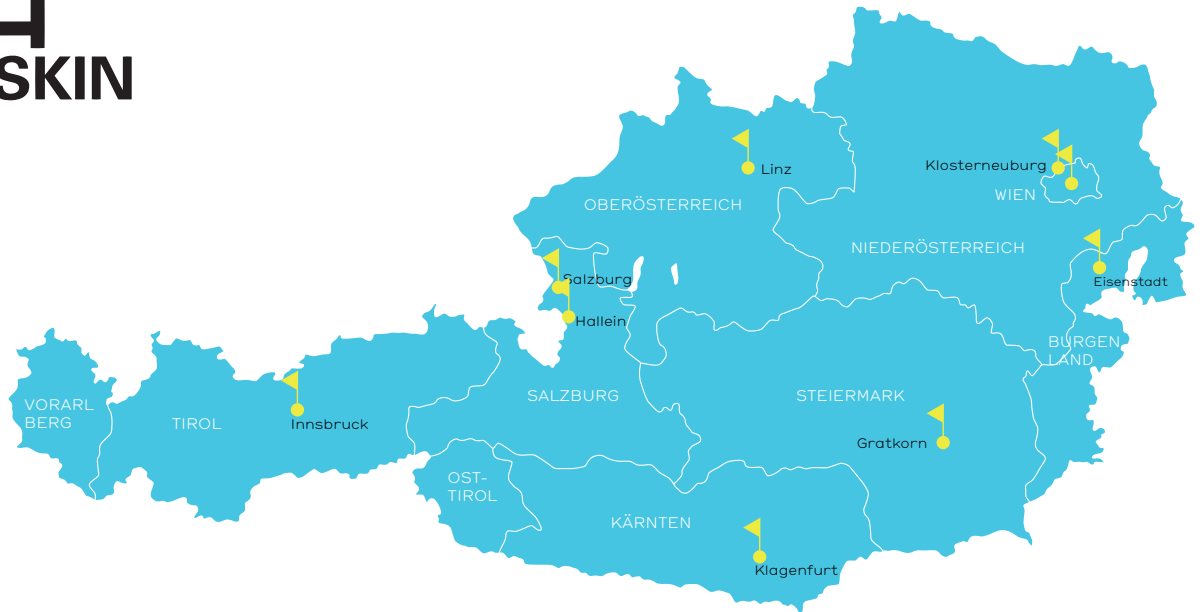 SKIN
Linz
Klosterneuburg
WIEN
OBERÖSTERREICH
NIEDERÖSTERREICH
Salzburg
Eisenstadt
Hallein
BURGEN
LAND
VORARL
BERG
TIROL
Innsbruck
SALZBURG
STEIERMARK
Gratkorn
OST-
TIROL
KÄRNTEN
Klagenfurt